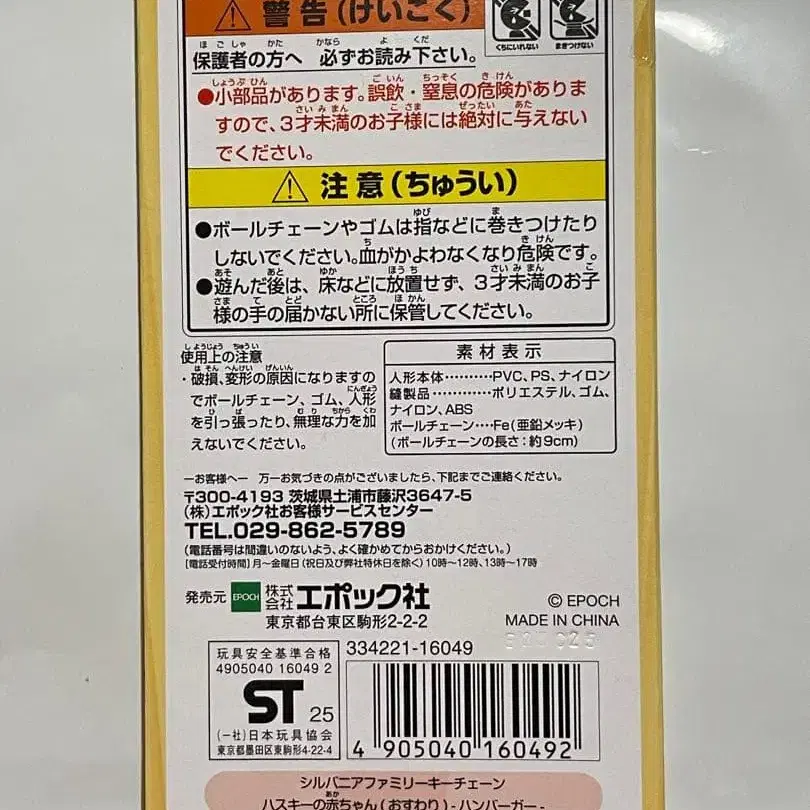 警告(けいこく)
くちにいれない
まきつけない
保護者の方へ 必ずお読み下さい。
●小部品があります。誤飲・窒息の危険がありま
すので、3才未満のお子様には絶対に与えない
でください。
注意(ちゅうい)
●ボールチェーンやゴムは指などに巻きつけたり
しないでください。血がかよわなくなり危険です。
●遊んだ後は、床などに放置せず、3才未満のお子
様の手の届かない所に保管してください。
使用上の注意
・破損、変形の原因になりますの
でボールチェーン、ゴム、人形
を引っ張ったり、無理な力を加
えないでください。
素材表示
人形本体………PVC、PS、ナイロン
縫製品…………ポリエステル、ゴム、
ナイロン、ABS
ボールチェーン…Fe(亜鉛メッキ)
(ボールチェーンの長さ:約9cm)
―お客様へ― 万一お気づきの点がございましたら、下記までご連絡ください。
〒300-4193 茨城県土浦市藤沢3647-5
(株)エポック社お客様サービスセンター
TEL.029-862-5789
(電話番号は間違いのないよう、よく確かめてからおかけください。)
[電話受付時間]月〜金曜日(祝日及び弊社特休日を除く)10時〜12時、13時〜17時
発売元 EPOCH 株式会社エポック社
東京都台東区駒形2-2-2
© EPOCH
MADE IN CHINA
玩具安全基準合格
4905040 16049 2
ST 25
(一社)日本玩具協会
東京都墨田区東駒形4-22-4
334221-16049
4 905040 160492
シルバニアファミリーキーチェーン
ハスキーの赤ちゃん(おすわり)-ハンバーガー-